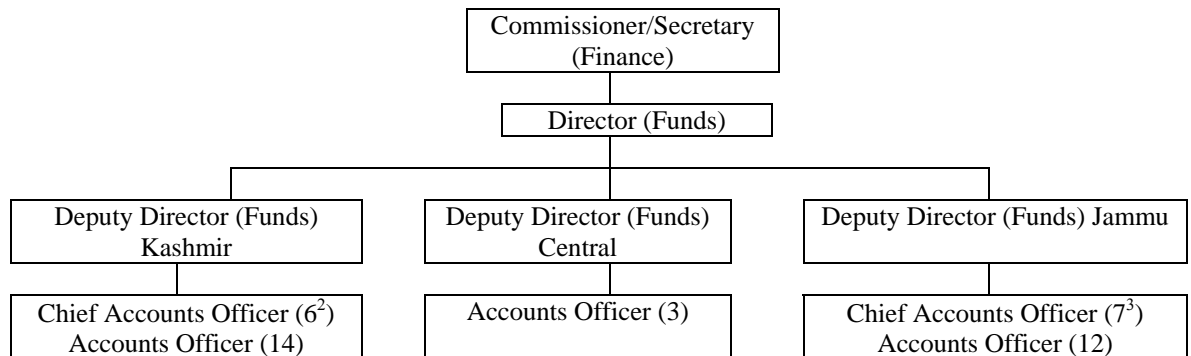 Commissioner/Secretary
(Finance)
Director (Funds)
Deputy Director (Funds)
Kashmir
Deputy Director (Funds)
Central
Deputy Director (Funds) Jammu
Chief Accounts Officer (6²)
Accounts Officer (14)
Accounts Officer (3)
Chief Accounts Officer (7³)
Accounts Officer (12)